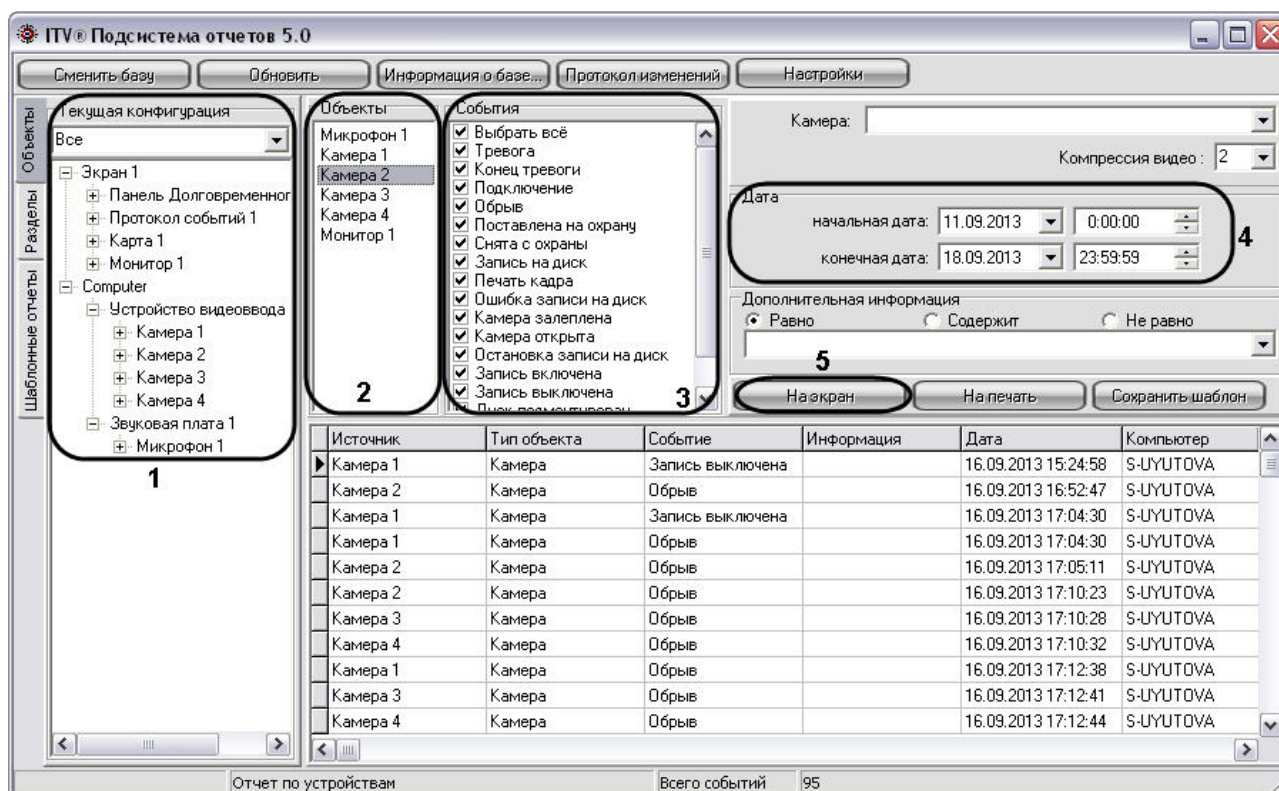 ITV® Подсистема отчетов 5.0
Сменить базу Обновить Информация о базе... Протокол изменений Настройки
Объекты
Разделы
Шаблонные отчеты
Текущая конфигурация
Все
Экран 1
Панель Долговременног
Протокол событий 1
Карта 1
Монитор 1
Computer
Устройство видеоввода
Камера 1
Камера 2
Камера 3
Камера 4
Звуковая плата 1
Микрофон 1
1
Объекты
Микрофон 1
Камера 1
Камера 2
Камера 3
Камера 4
Монитор 1
2
События
Выбрать всё
Тревога
Конец тревоги
Подключение
Обрыв
Поставлена на охрану
Снята с охраны
Запись на диск
Печать кадра
Ошибка записи на диск
Камера залеплена
Камера открыта
Остановка записи на диск
Запись включена
Запись выключена
3
Камера:
Компрессия видео : 2
Дата
начальная дата: 11.09.2013 0:00:00
конечная дата: 18.09.2013 23:59:59
4
Дополнительная информация
Равно Содержит Не равно
5
На экран На печать Сохранить шаблон
Источник Тип объекта Событие Информация Дата Компьютер
Камера 1 Камера Запись выключена 16.09.2013 15:24:58 S-UYUTOVA
Камера 2 Камера Обрыв 16.09.2013 16:52:47 S-UYUTOVA
Камера 1 Камера Запись выключена 16.09.2013 17:04:30 S-UYUTOVA
Камера 1 Камера Обрыв 16.09.2013 17:04:30 S-UYUTOVA
Камера 2 Камера Обрыв 16.09.2013 17:05:11 S-UYUTOVA
Камера 2 Камера Обрыв 16.09.2013 17:10:23 S-UYUTOVA
Камера 3 Камера Обрыв 16.09.2013 17:10:28 S-UYUTOVA
Камера 4 Камера Обрыв 16.09.2013 17:10:32 S-UYUTOVA
Камера 1 Камера Обрыв 16.09.2013 17:12:38 S-UYUTOVA
Камера 3 Камера Обрыв 16.09.2013 17:12:41 S-UYUTOVA
Камера 4 Камера Обрыв 16.09.2013 17:12:44 S-UYUTOVA
Отчет по устройствам Всего событий 95